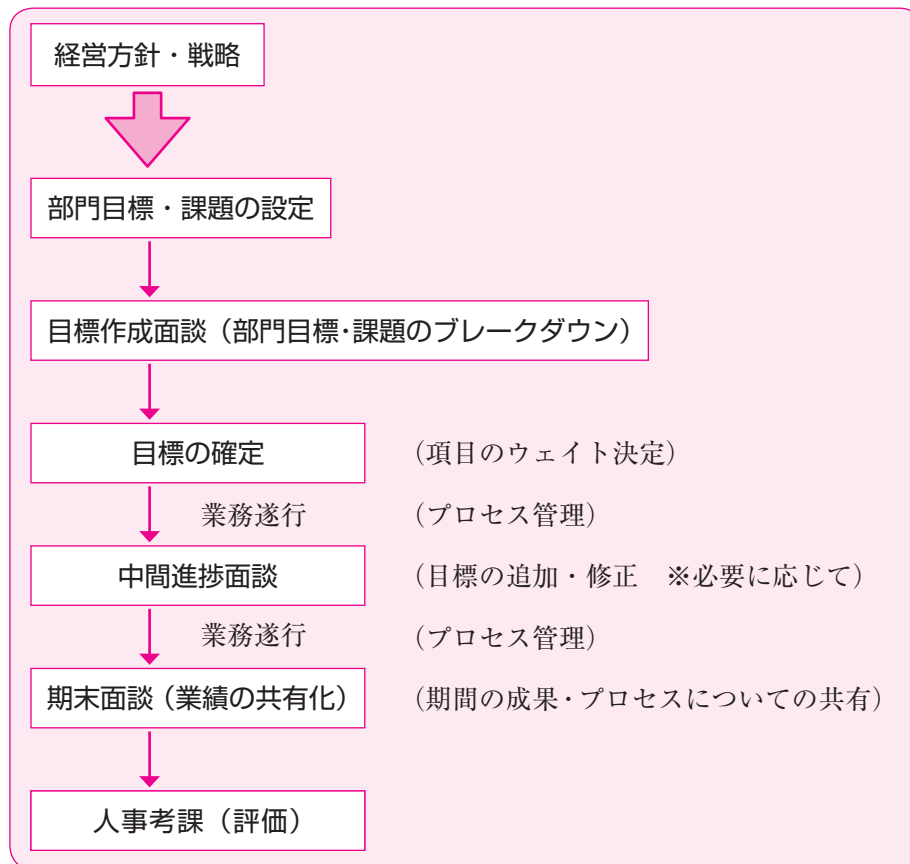 経営方針・戦略
部門目標・課題の設定
目標作成面談（部門目標・課題のブレークダウン）
目標の確定 （項目のウェイト決定）
業務遂行 （プロセス管理）
中間進捗面談 （目標の追加・修正　※必要に応じて）
業務遂行 （プロセス管理）
期末面談（業績の共有化） （期間の成果・プロセスについての共有）
人事考課（評価）